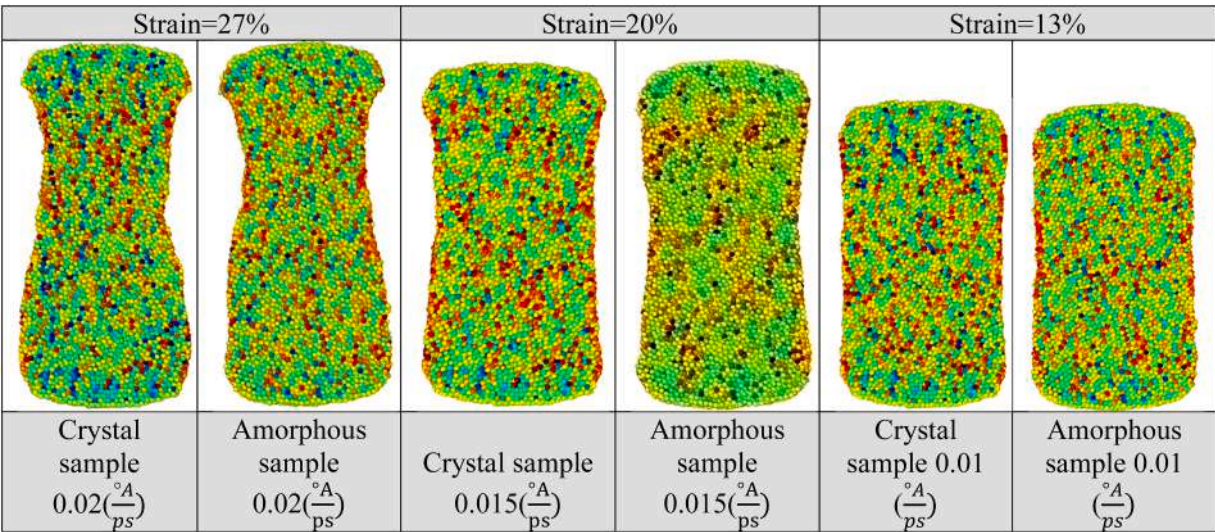 Strain=27% Strain=20% Strain=13%
Crystal sample 0.02(°A/ps)
Amorphous sample 0.02(°A/ps)
Crystal sample 0.015(°A/ps)
Amorphous sample 0.015(°A/ps)
Crystal sample 0.01 (°A/ps)
Amorphous sample 0.01 (°A/ps)